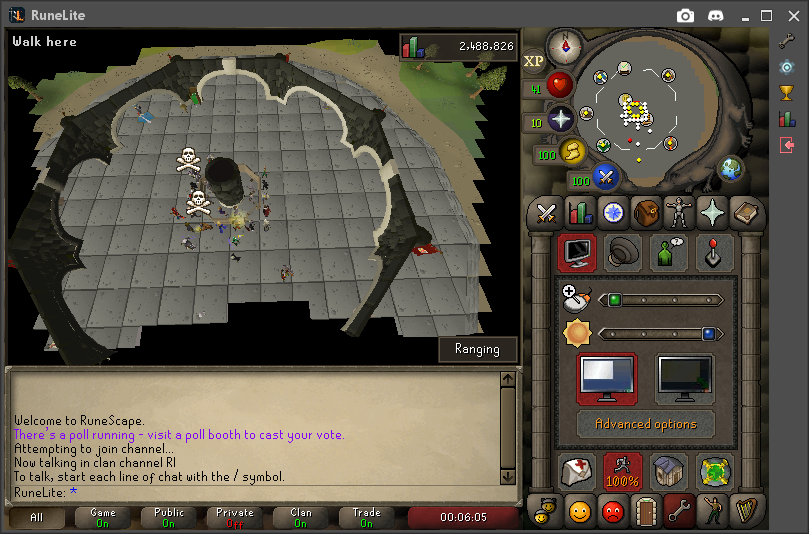 RuneLite
Walk here
2,488,826
XP
41
10
100
100
Ranging
Advanced options
100%
Welcome to RuneScape.
There's a poll running - visit a poll booth to cast your vote.
Attempting to join channel...
Now talking in clan channel RI
To talk, start each line of chat with the / symbol.
RuneLite: *
All
Game
On
Public
On
Private
Off
Clan
On
Trade
On
00:06:05